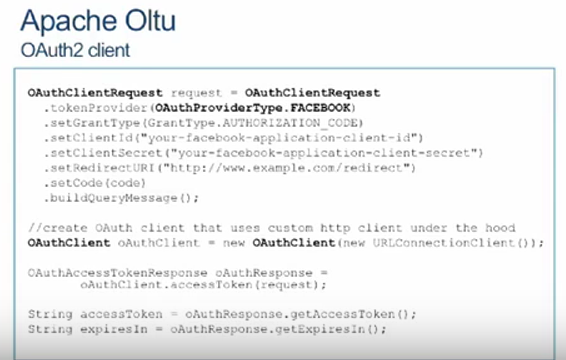 Apache Oltu
OAuth2 client
OAuthClientRequest request = OAuthClientRequest
.tokenProvider(OAuthProviderType.FACEBOOK)
.setGrantType(GrantType.AUTHORIZATION_CODE)
.setClientId("your-facebook-application-client-id")
.setClientSecret("your-facebook-application-client-secret")
.setRedirectURI("http://www.example.com/redirect")
.setCode(code)
.buildQueryMessage();
//create OAuth client that uses custom http client under the hood
OAuthClient oAuthClient = new OAuthClient(new URLConnectionClient());
OAuthAccessTokenResponse oAuthResponse =
oAuthClient.accessToken(request);
String accessToken = oAuthResponse.getAccessToken();
String expiresIn = oAuthResponse.getExpiresIn();